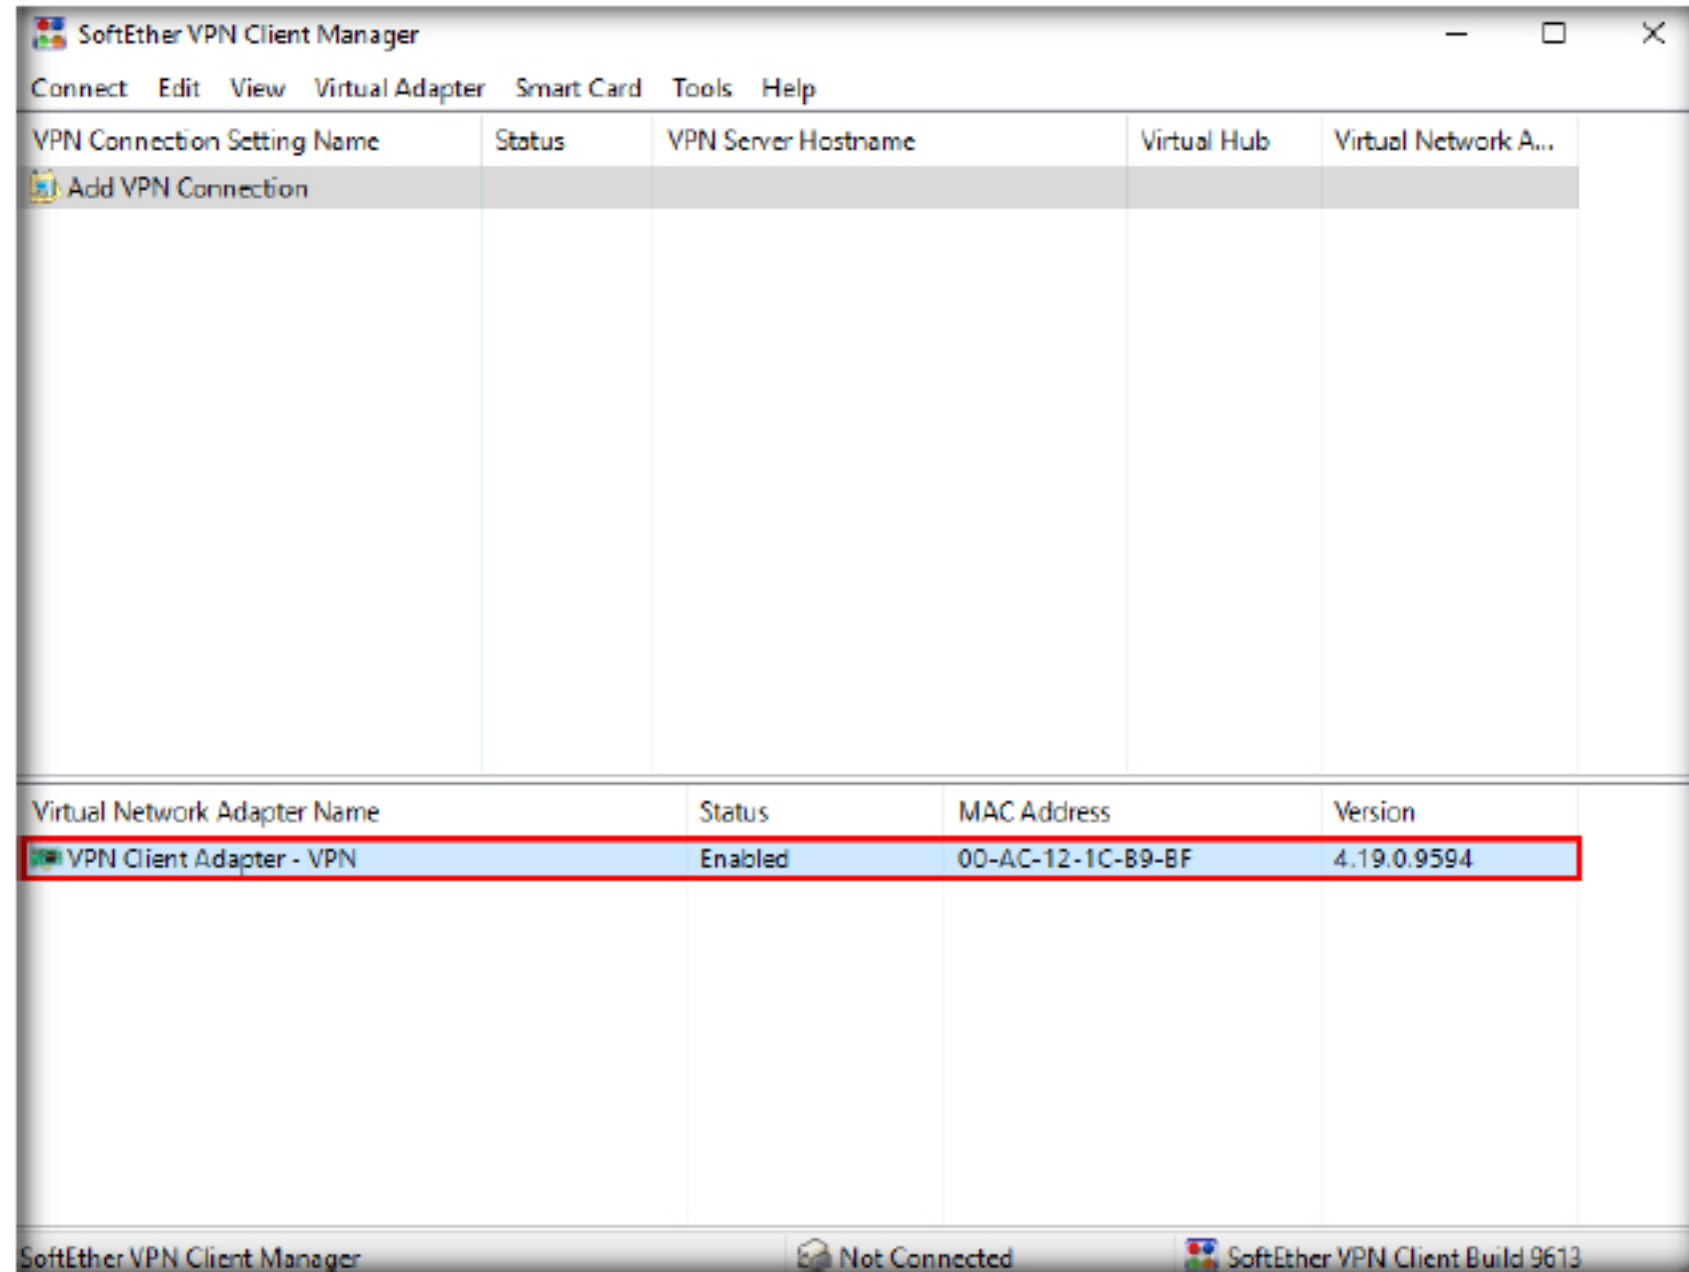 SoftEther VPN Client Manager
Connect Edit View Virtual Adapter Smart Card Tools Help
VPN Connection Setting Name Status VPN Server Hostname Virtual Hub Virtual Network A...
Add VPN Connection
Virtual Network Adapter Name Status MAC Address Version
VPN Client Adapter - VPN Enabled 00-AC-12-1C-B9-BF 4.19.0.9594
SoftEther VPN Client Manager Not Connected SoftEther VPN Client Build 9613